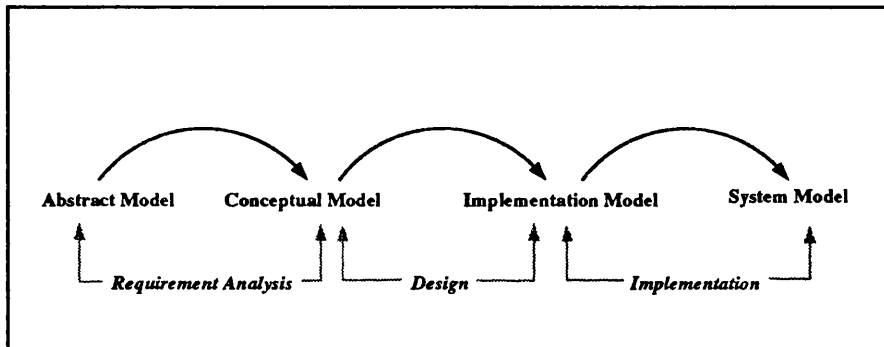 Abstract Model Conceptual Model Implementation Model System Model
Requirement Analysis Design Implementation